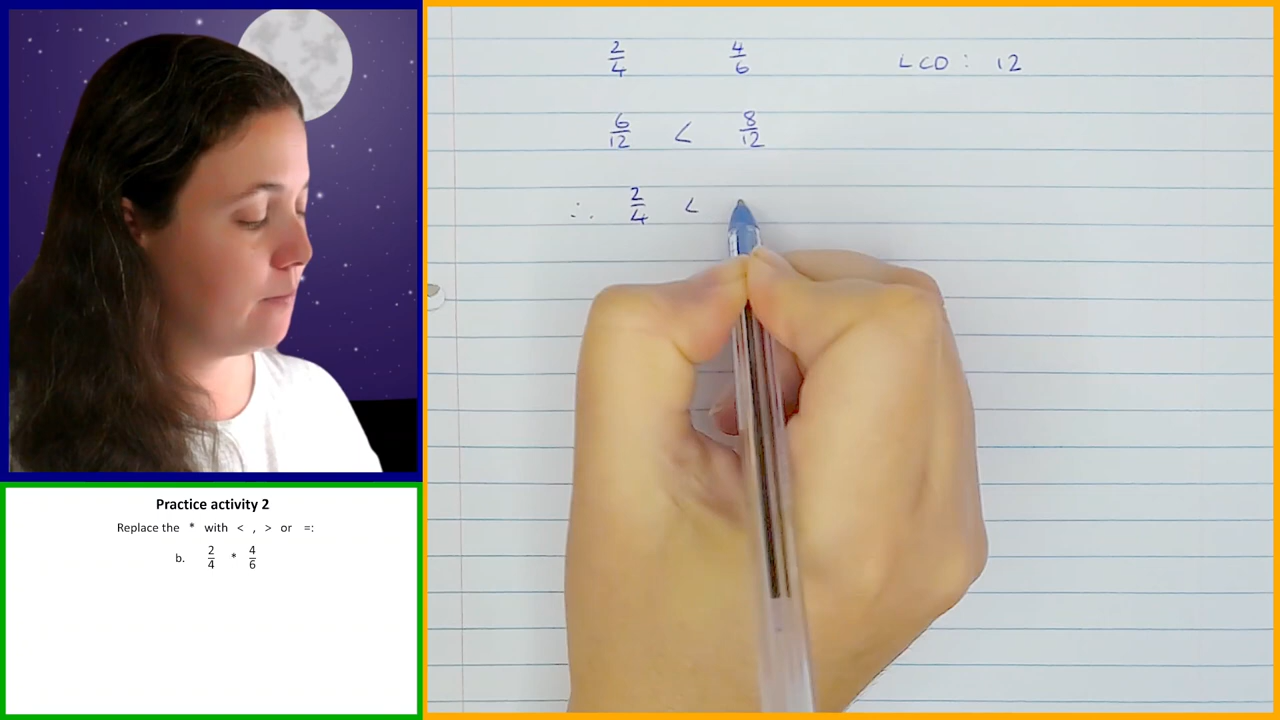 2/4 4/6 LCD: 12
6/12 < 8/12
∴ 2/4 <
Practice activity 2
Replace the * with < , > or =:
b. 2/4 * 4/6